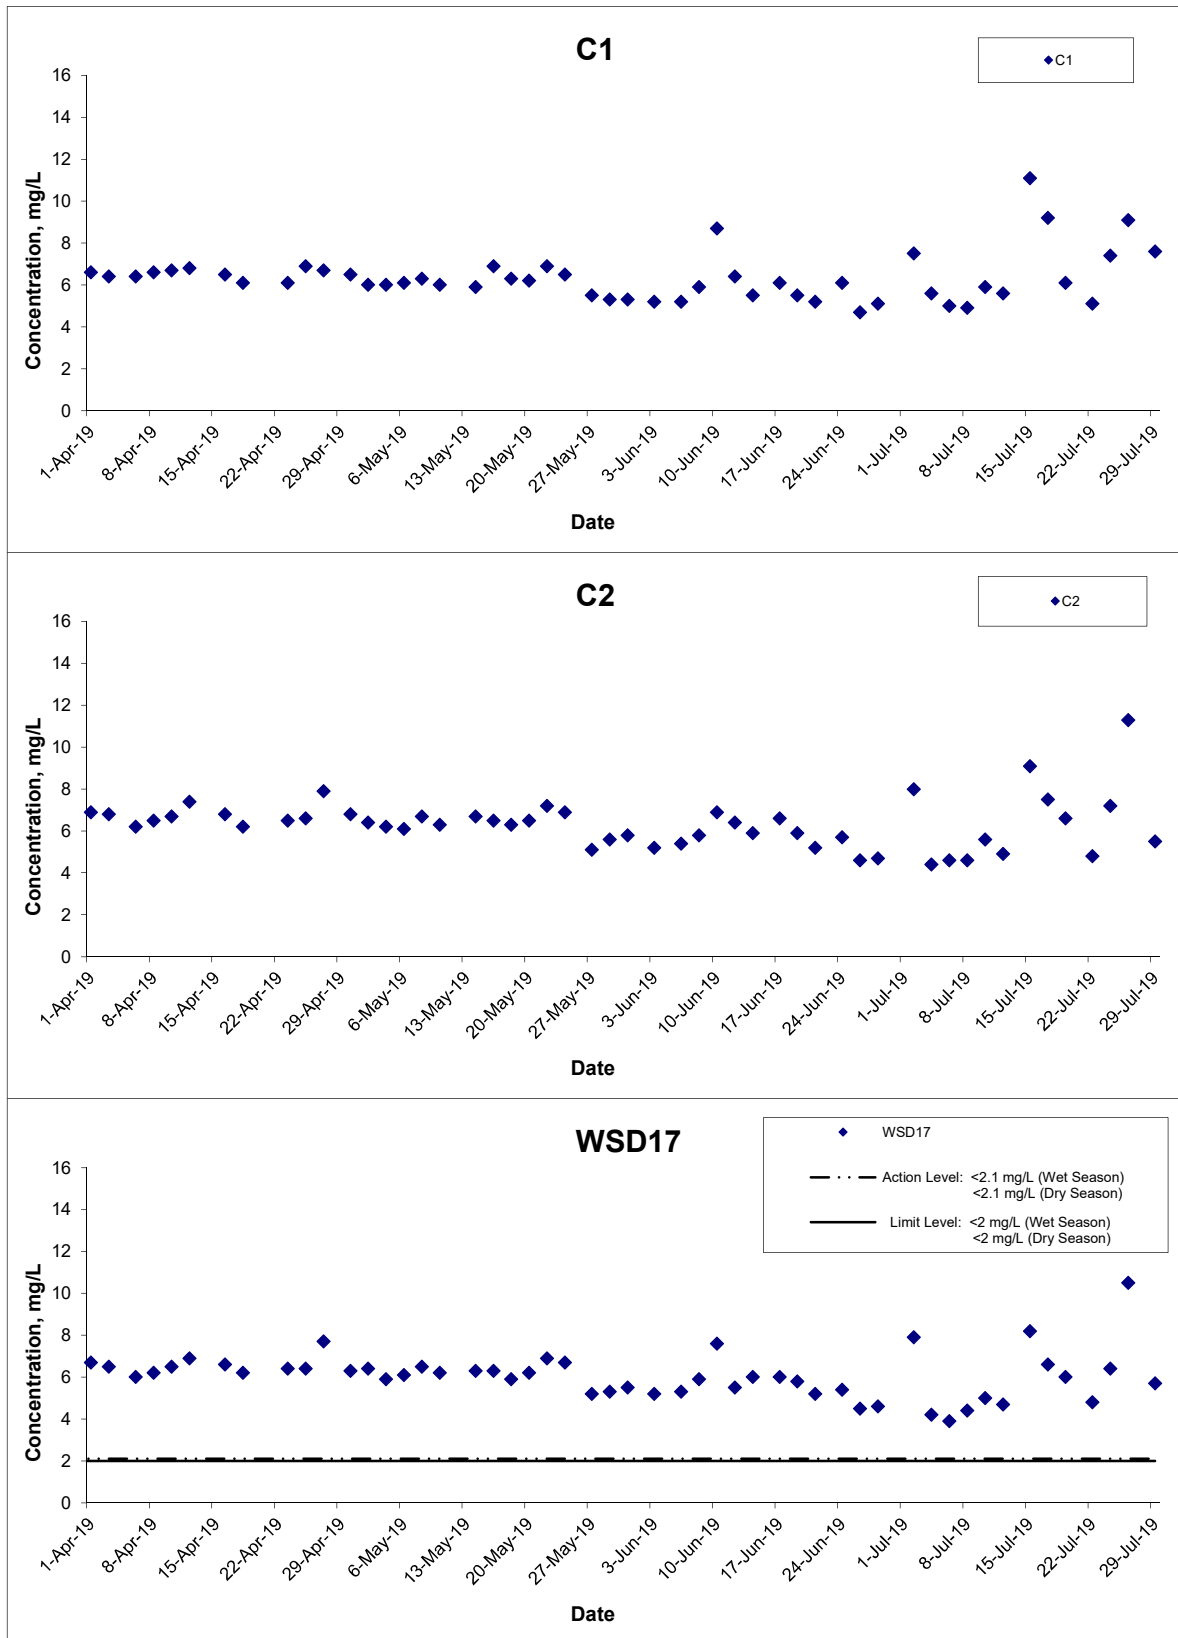 C1
C1
16
14
12
10
8
6
4
2
0
Concentration, mg/L
1-Apr-19
8-Apr-19
15-Apr-19
22-Apr-19
29-Apr-19
6-May-19
13-May-19
20-May-19
27-May-19
3-Jun-19
10-Jun-19
17-Jun-19
24-Jun-19
1-Jul-19
8-Jul-19
15-Jul-19
22-Jul-19
29-Jul-19
Date
C2
C2
16
14
12
10
8
6
4
2
0
Concentration, mg/L
1-Apr-19
8-Apr-19
15-Apr-19
22-Apr-19
29-Apr-19
6-May-19
13-May-19
20-May-19
27-May-19
3-Jun-19
10-Jun-19
17-Jun-19
24-Jun-19
1-Jul-19
8-Jul-19
15-Jul-19
22-Jul-19
29-Jul-19
Date
WSD17
WSD17
Action Level: <2.1 mg/L (Wet Season)
<2.1 mg/L (Dry Season)
Limit Level: <2 mg/L (Wet Season)
<2 mg/L (Dry Season)
16
14
12
10
8
6
4
2
0
Concentration, mg/L
1-Apr-19
8-Apr-19
15-Apr-19
22-Apr-19
29-Apr-19
6-May-19
13-May-19
20-May-19
27-May-19
3-Jun-19
10-Jun-19
17-Jun-19
24-Jun-19
1-Jul-19
8-Jul-19
15-Jul-19
22-Jul-19
29-Jul-19
Date